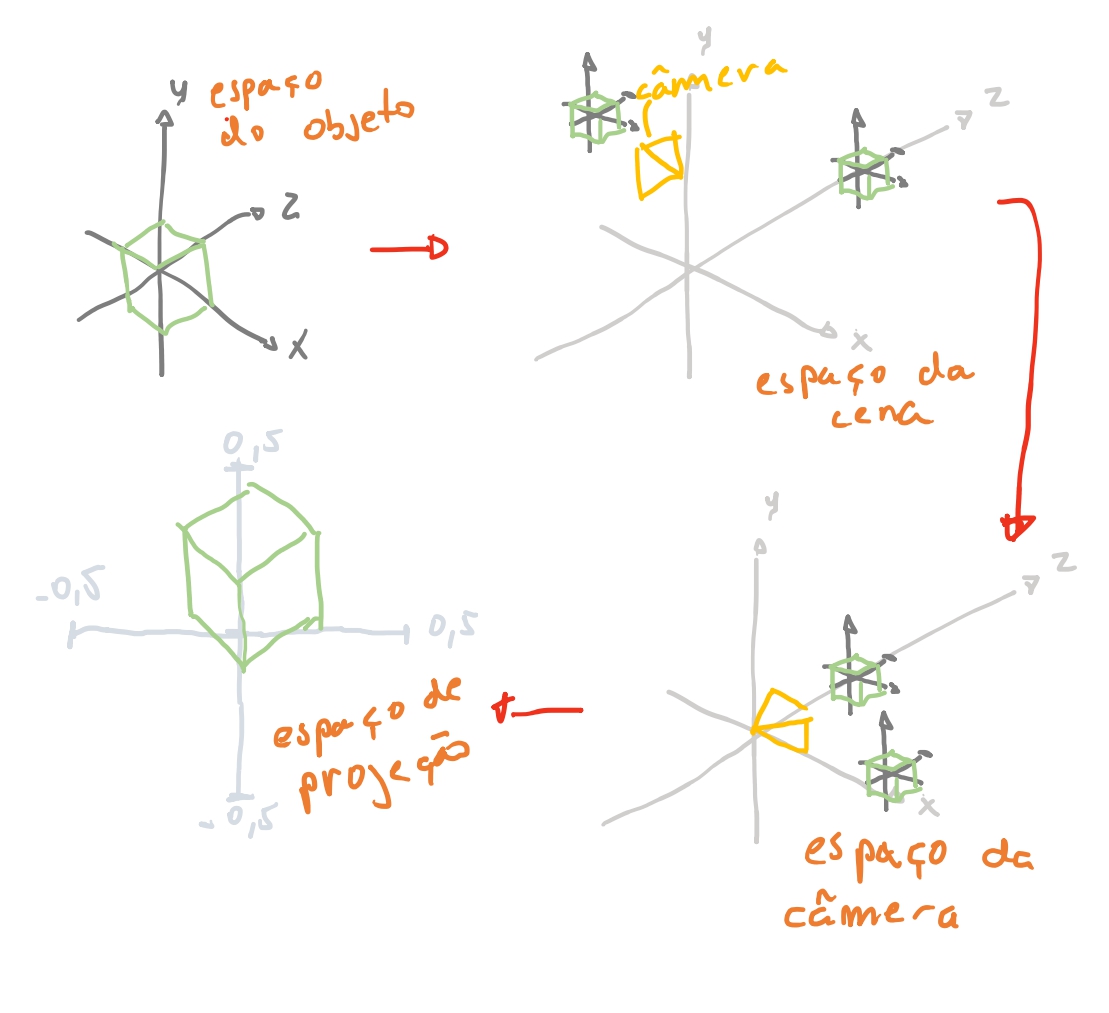 y
espaço
do objeto
z
x
y
câmera
z
x
espaço da
cena
0,5
-0,5
0,5
-0,5
espaço de
projeção
y
z
x
espaço da
câmera